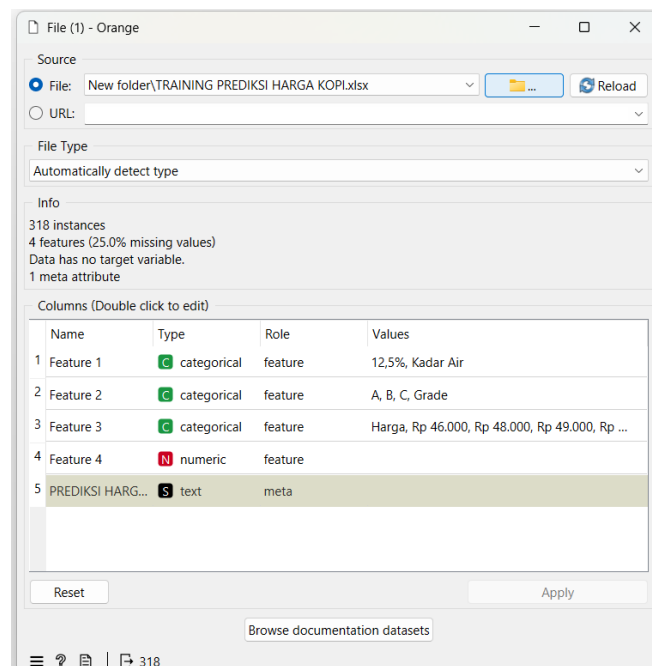 File (1) - Orange
Source
File: New folder\TRAINING PREDIKSI HARGA KOPI.xlsx ... Reload
URL:
File Type
Automatically detect type
Info
318 instances
4 features (25.0% missing values)
Data has no target variable.
1 meta attribute
Columns (Double click to edit)
Name Type Role Values
1 Feature 1 C categorical feature 12,5%, Kadar Air
2 Feature 2 C categorical feature A, B, C, Grade
3 Feature 3 C categorical feature Harga, Rp 46.000, Rp 48.000, Rp 49.000, Rp ...
4 Feature 4 N numeric feature
5 PREDIKSI HARG... S text meta
Reset Apply
Browse documentation datasets
? 318